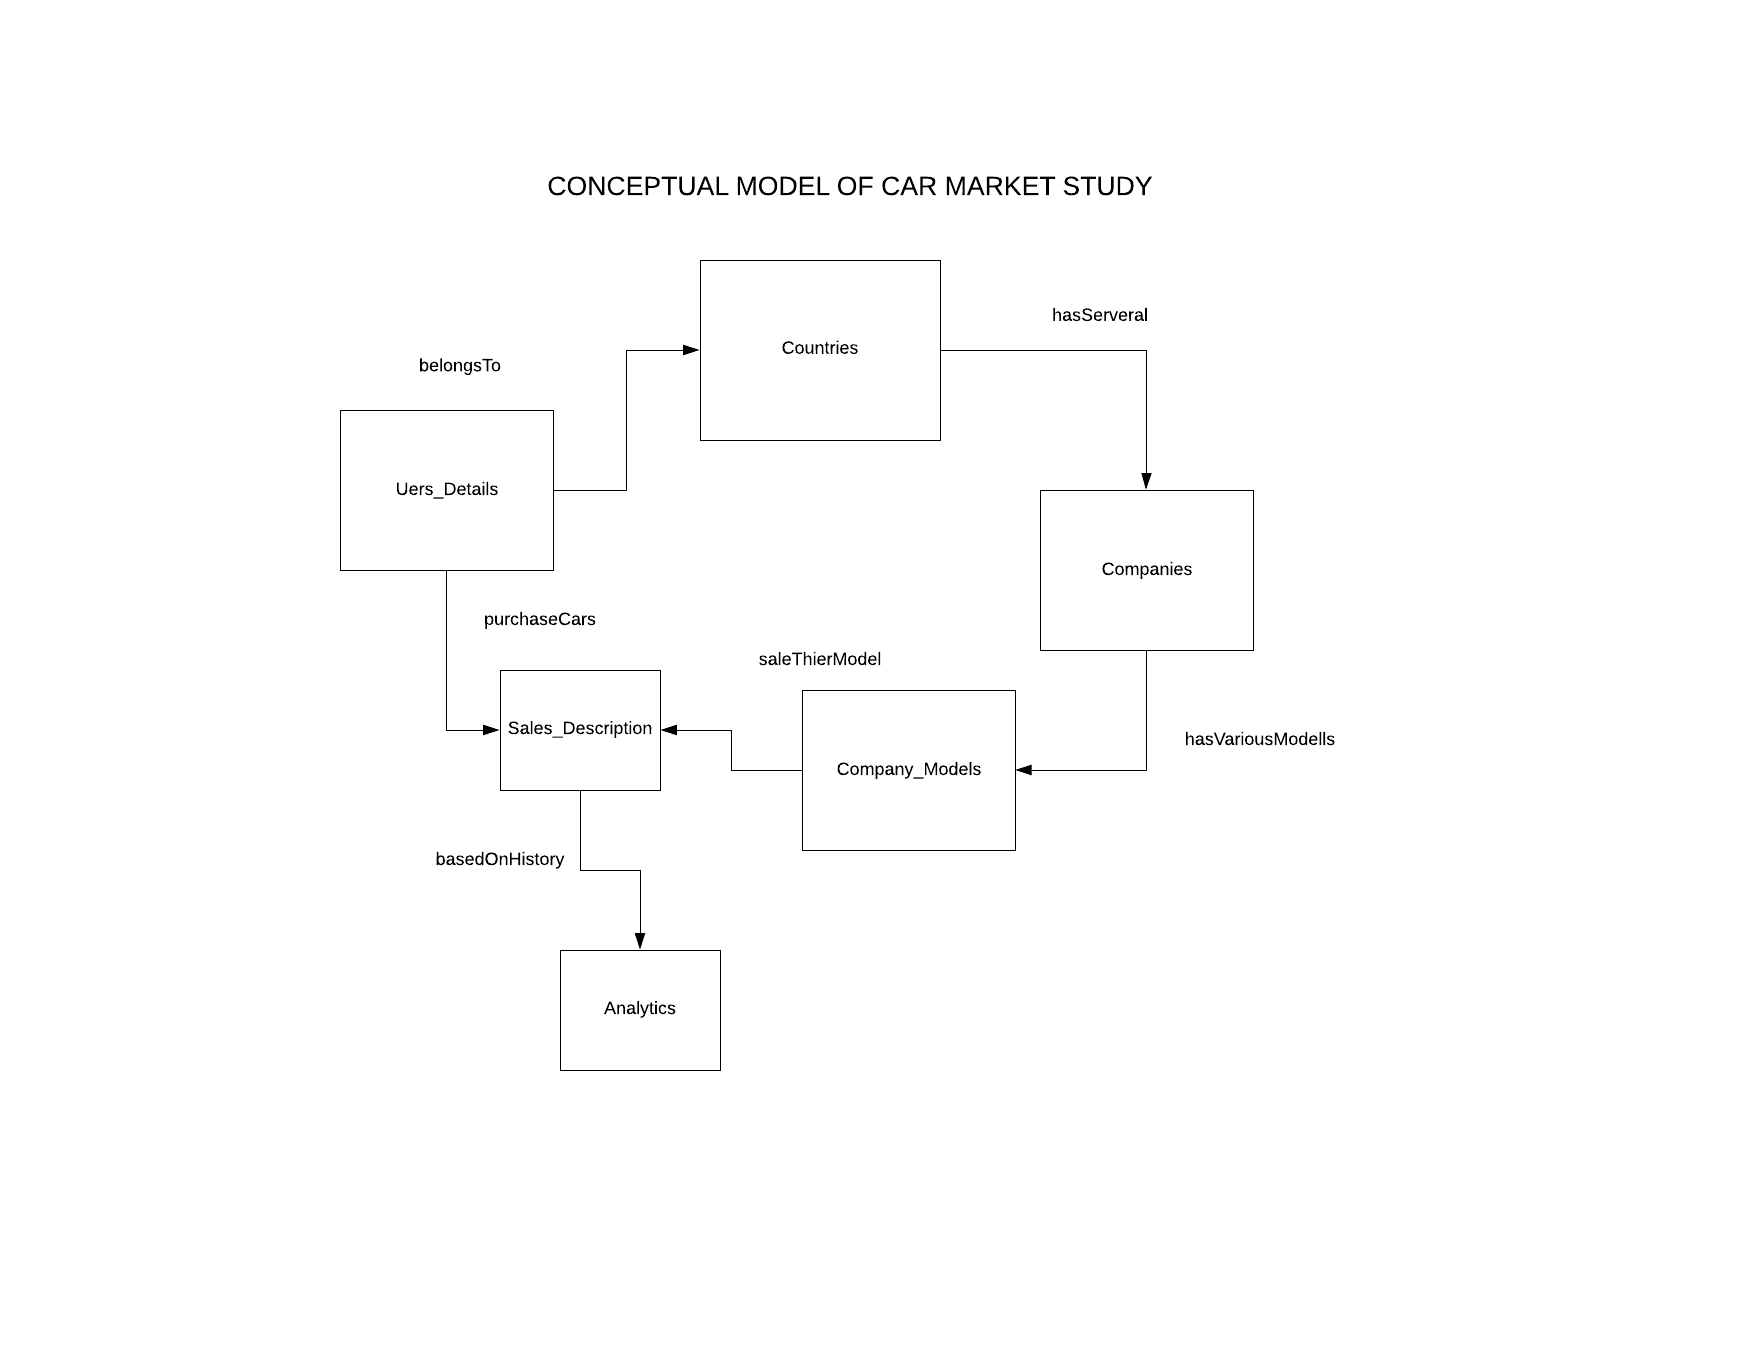 CONCEPTUAL MODEL OF CAR MARKET STUDY
hasServeral
Countries
belongsTo
Uers_Details
Companies
purchaseCars
saleThierModel
Sales_Description
hasVariousModells
Company_Models
basedOnHistory
Analytics